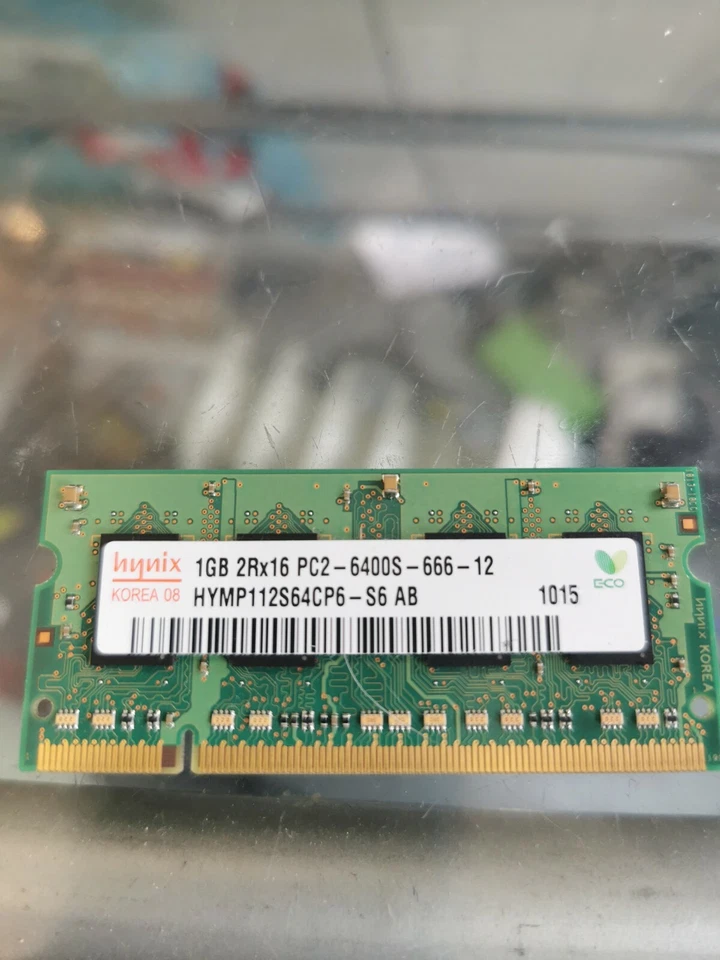 hynix
KOREA 08
1GB 2Rx16 PC2-6400S-666-12
HYMP112S64CP6-S6 AB
1015
ECO
hynix KOREA